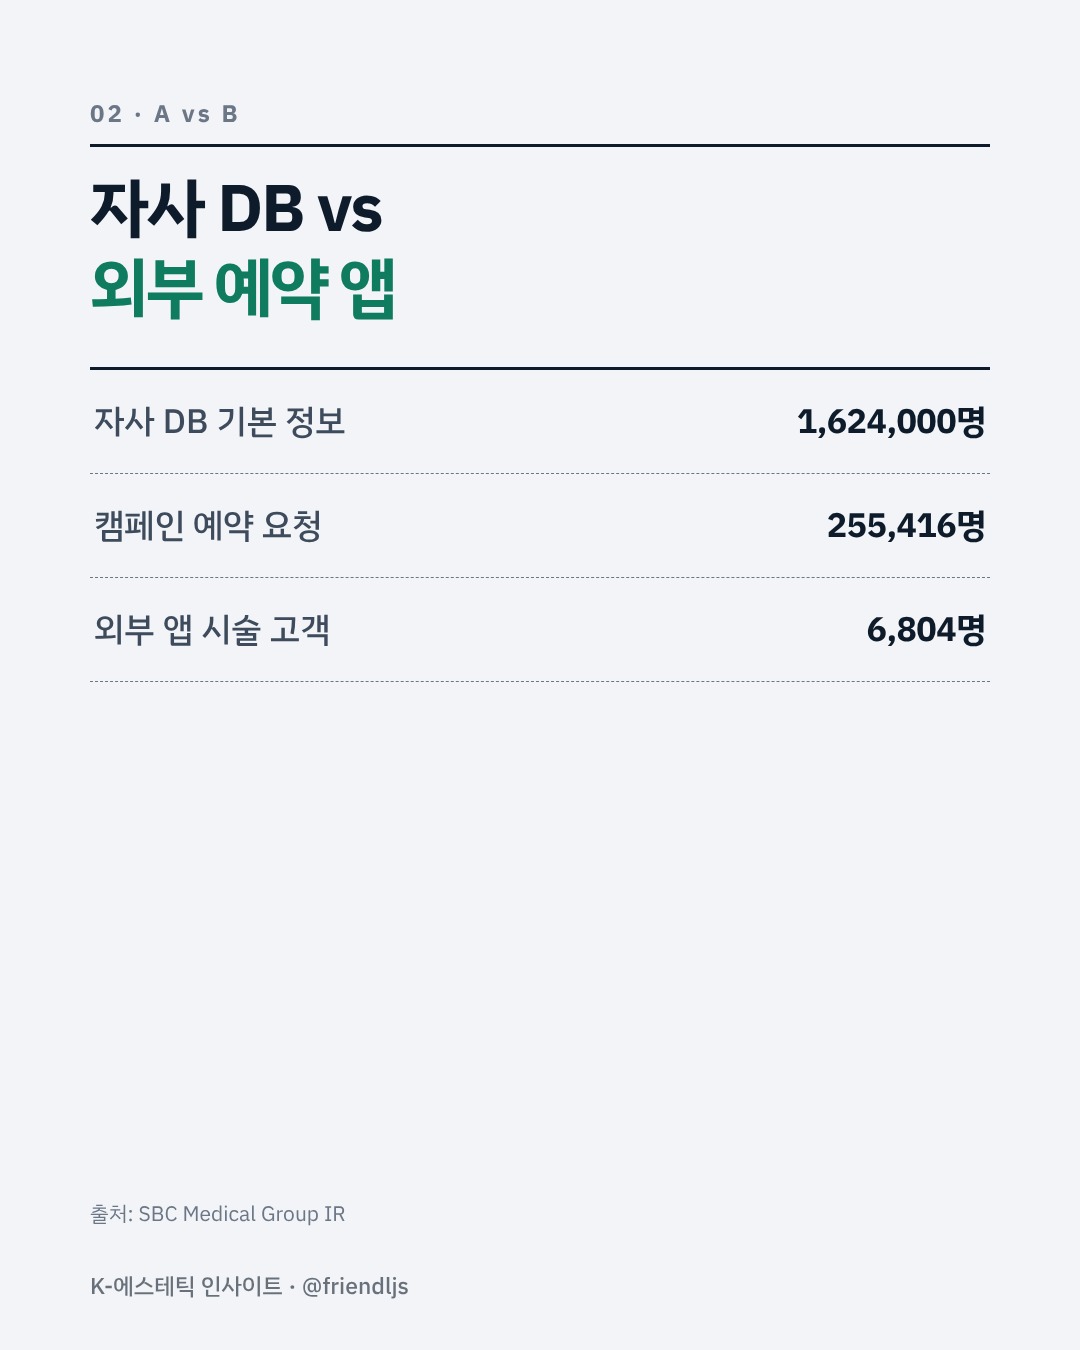 02 · A vs B
자사 DB vs
외부 예약 앱
자사 DB 기본 정보 1,624,000명
캠페인 예약 요청 255,416명
외부 앱 시술 고객 6,804명
출처: SBC Medical Group IR
K-에스테틱 인사이트 · @friendljs